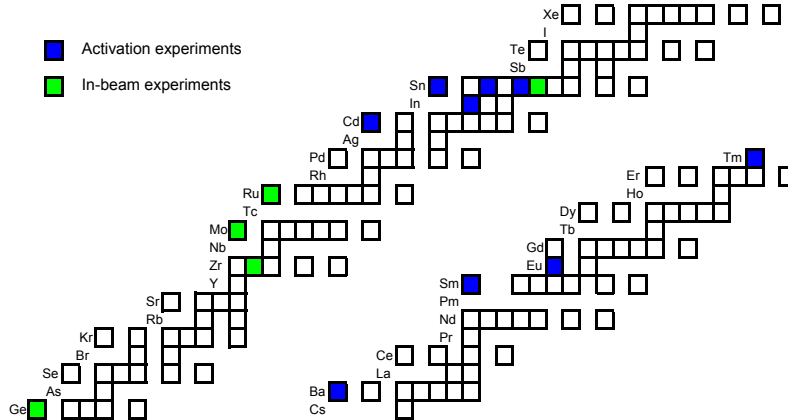 Xe
I
Te
Sb
Activation experiments
In-beam experiments
Sn
In
Cd
Ag
Pd
Rh
Ru
Tc
Mo
Nb
Zr
Y
Sr
Rb
Kr
Br
Se
As
Ge
Tm
Er
Ho
Dy
Tb
Gd
Eu
Sm
Pm
Nd
Pr
Ce
La
Ba
Cs